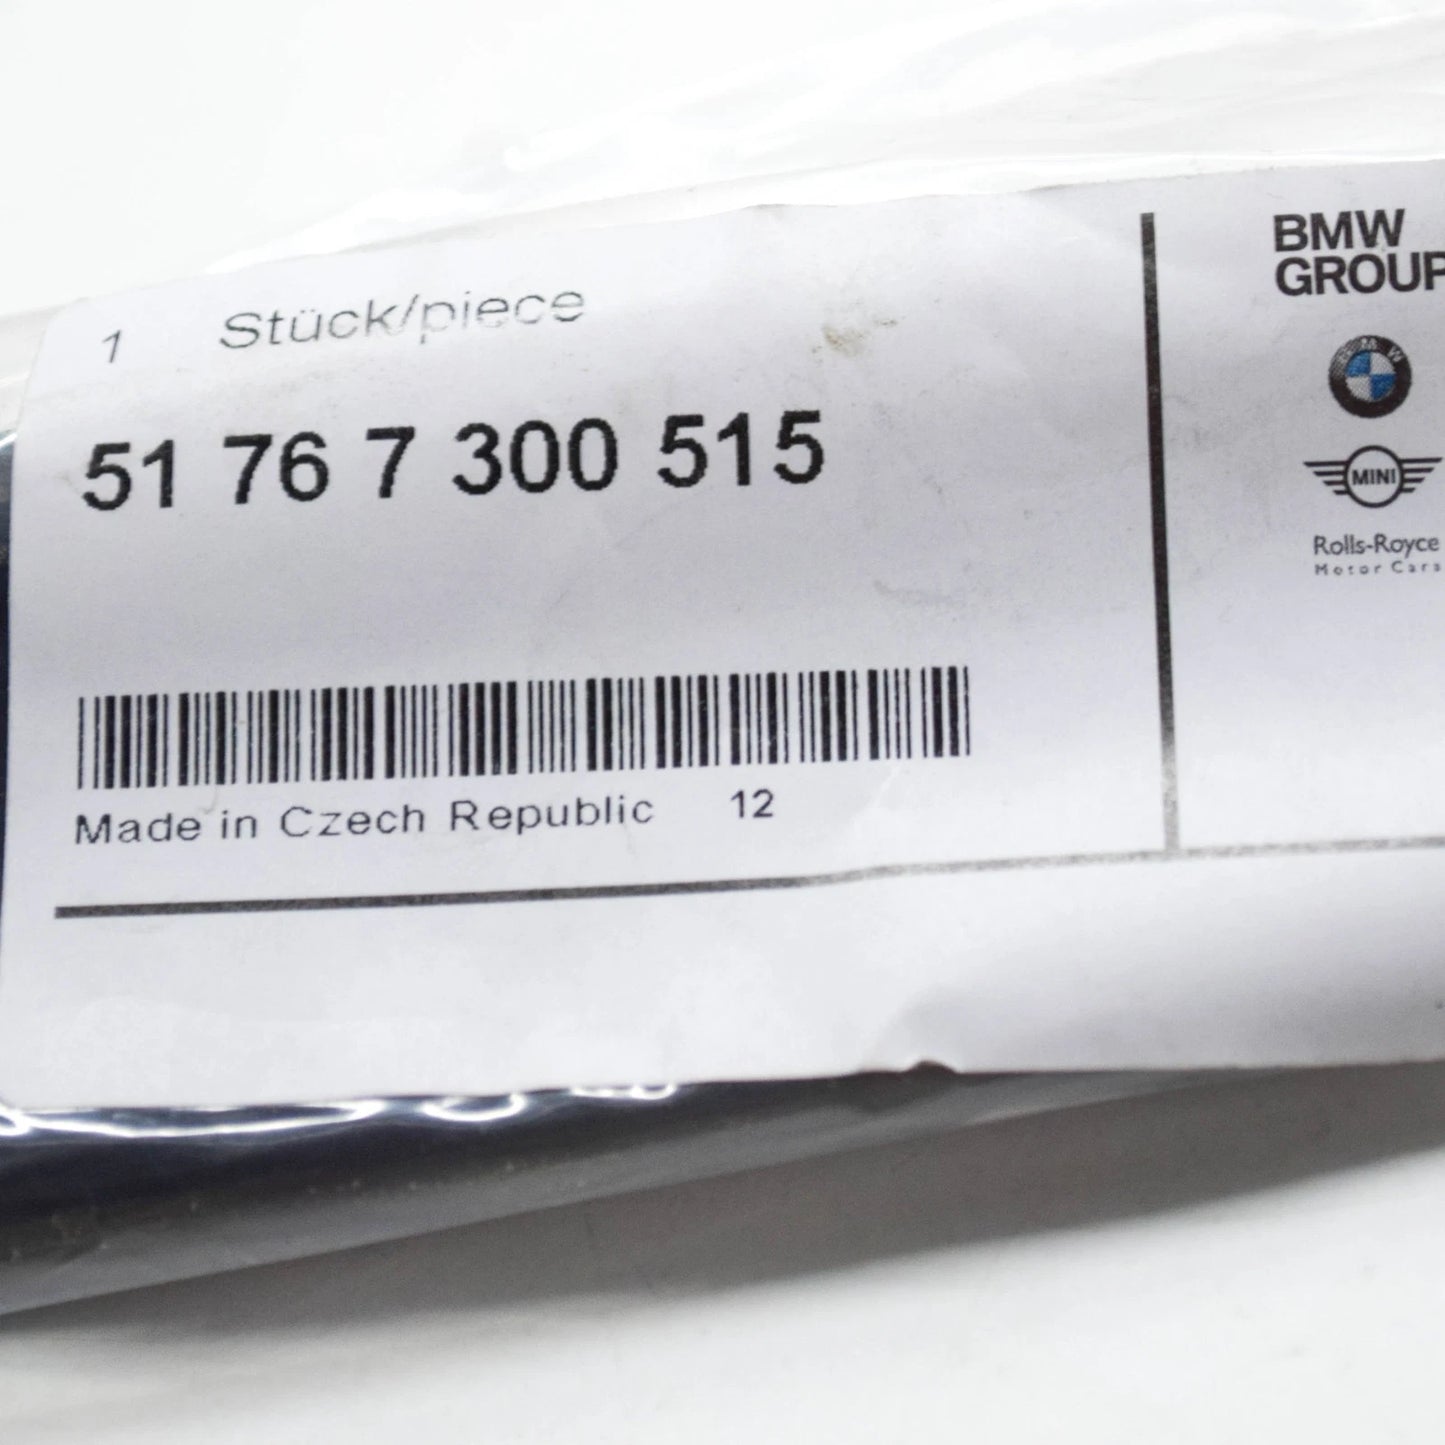 1 Stück/piece
51 76 7 300 515
Made in Czech Republic 12
BMW
GROUP
BMW
MINI
Rolls-Royce
Motor Cars